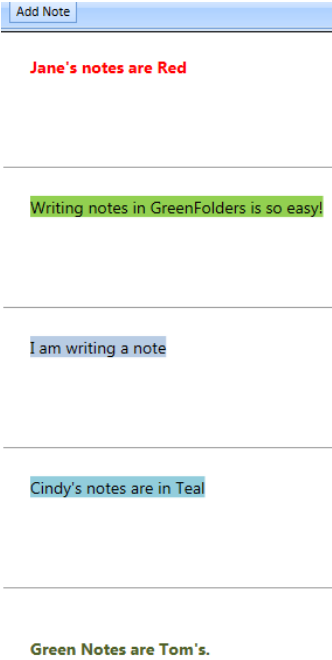 Add Note
Jane's notes are Red
Writing notes in GreenFolders is so easy!
I am writing a note
Cindy's notes are in Teal
Green Notes are Tom's.